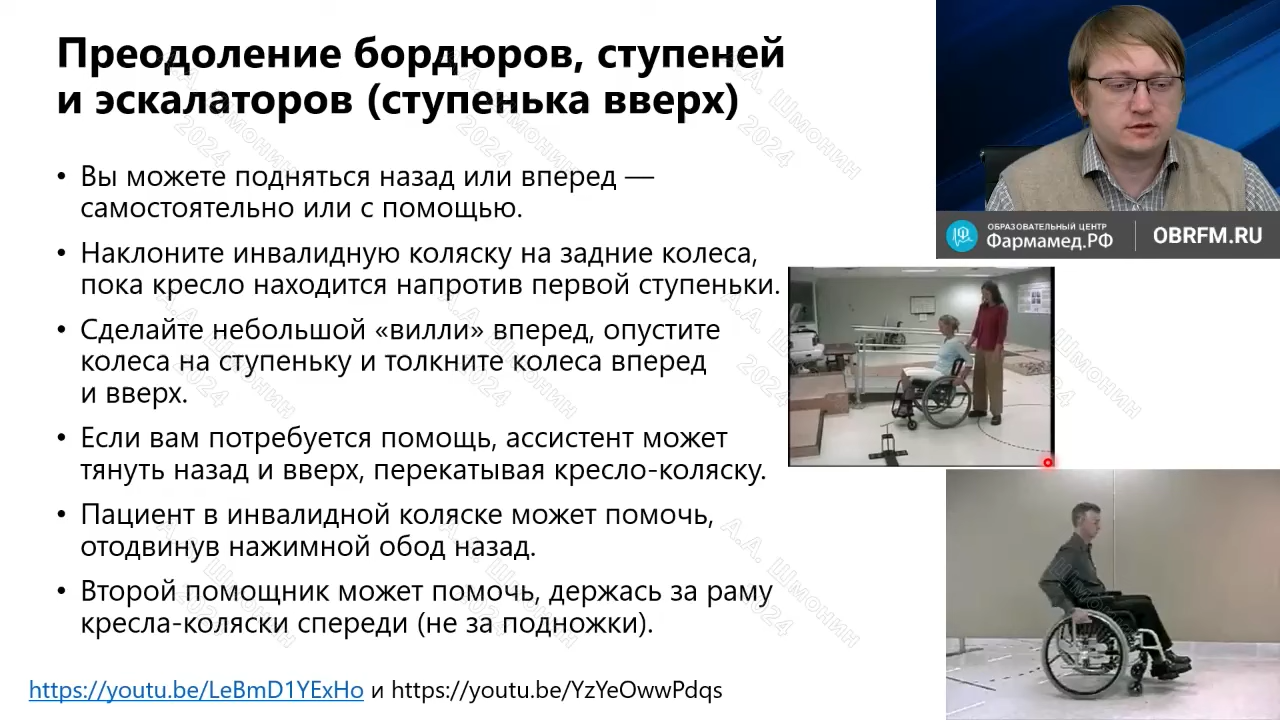 Преодоление бордюров, ступеней
и эскалаторов (ступенька вверх)
• Вы можете подняться назад или вперед —
самостоятельно или с помощью.
• Наклоните инвалидную коляску на задние колеса,
пока кресло находится напротив первой ступеньки.
• Сделайте небольшой «вилли» вперед, опустите
колеса на ступеньку и толкните колеса вперед
и вверх.
• Если вам потребуется помощь, ассистент может
тянуть назад и вверх, перекатывая кресло-коляску.
• Пациент в инвалидной коляске может помочь,
отодвинув нажимной обод назад.
• Второй помощник может помочь, держась за раму
кресла-коляски спереди (не за подножки).
https://youtu.be/LeBmD1YExHo и https://youtu.be/YzYeOwwPdqs
ОБРАЗОВАТЕЛЬНЫЙ ЦЕНТР
Фармамед.РФ
OBRFM.RU
А.А. Шмонин
2024